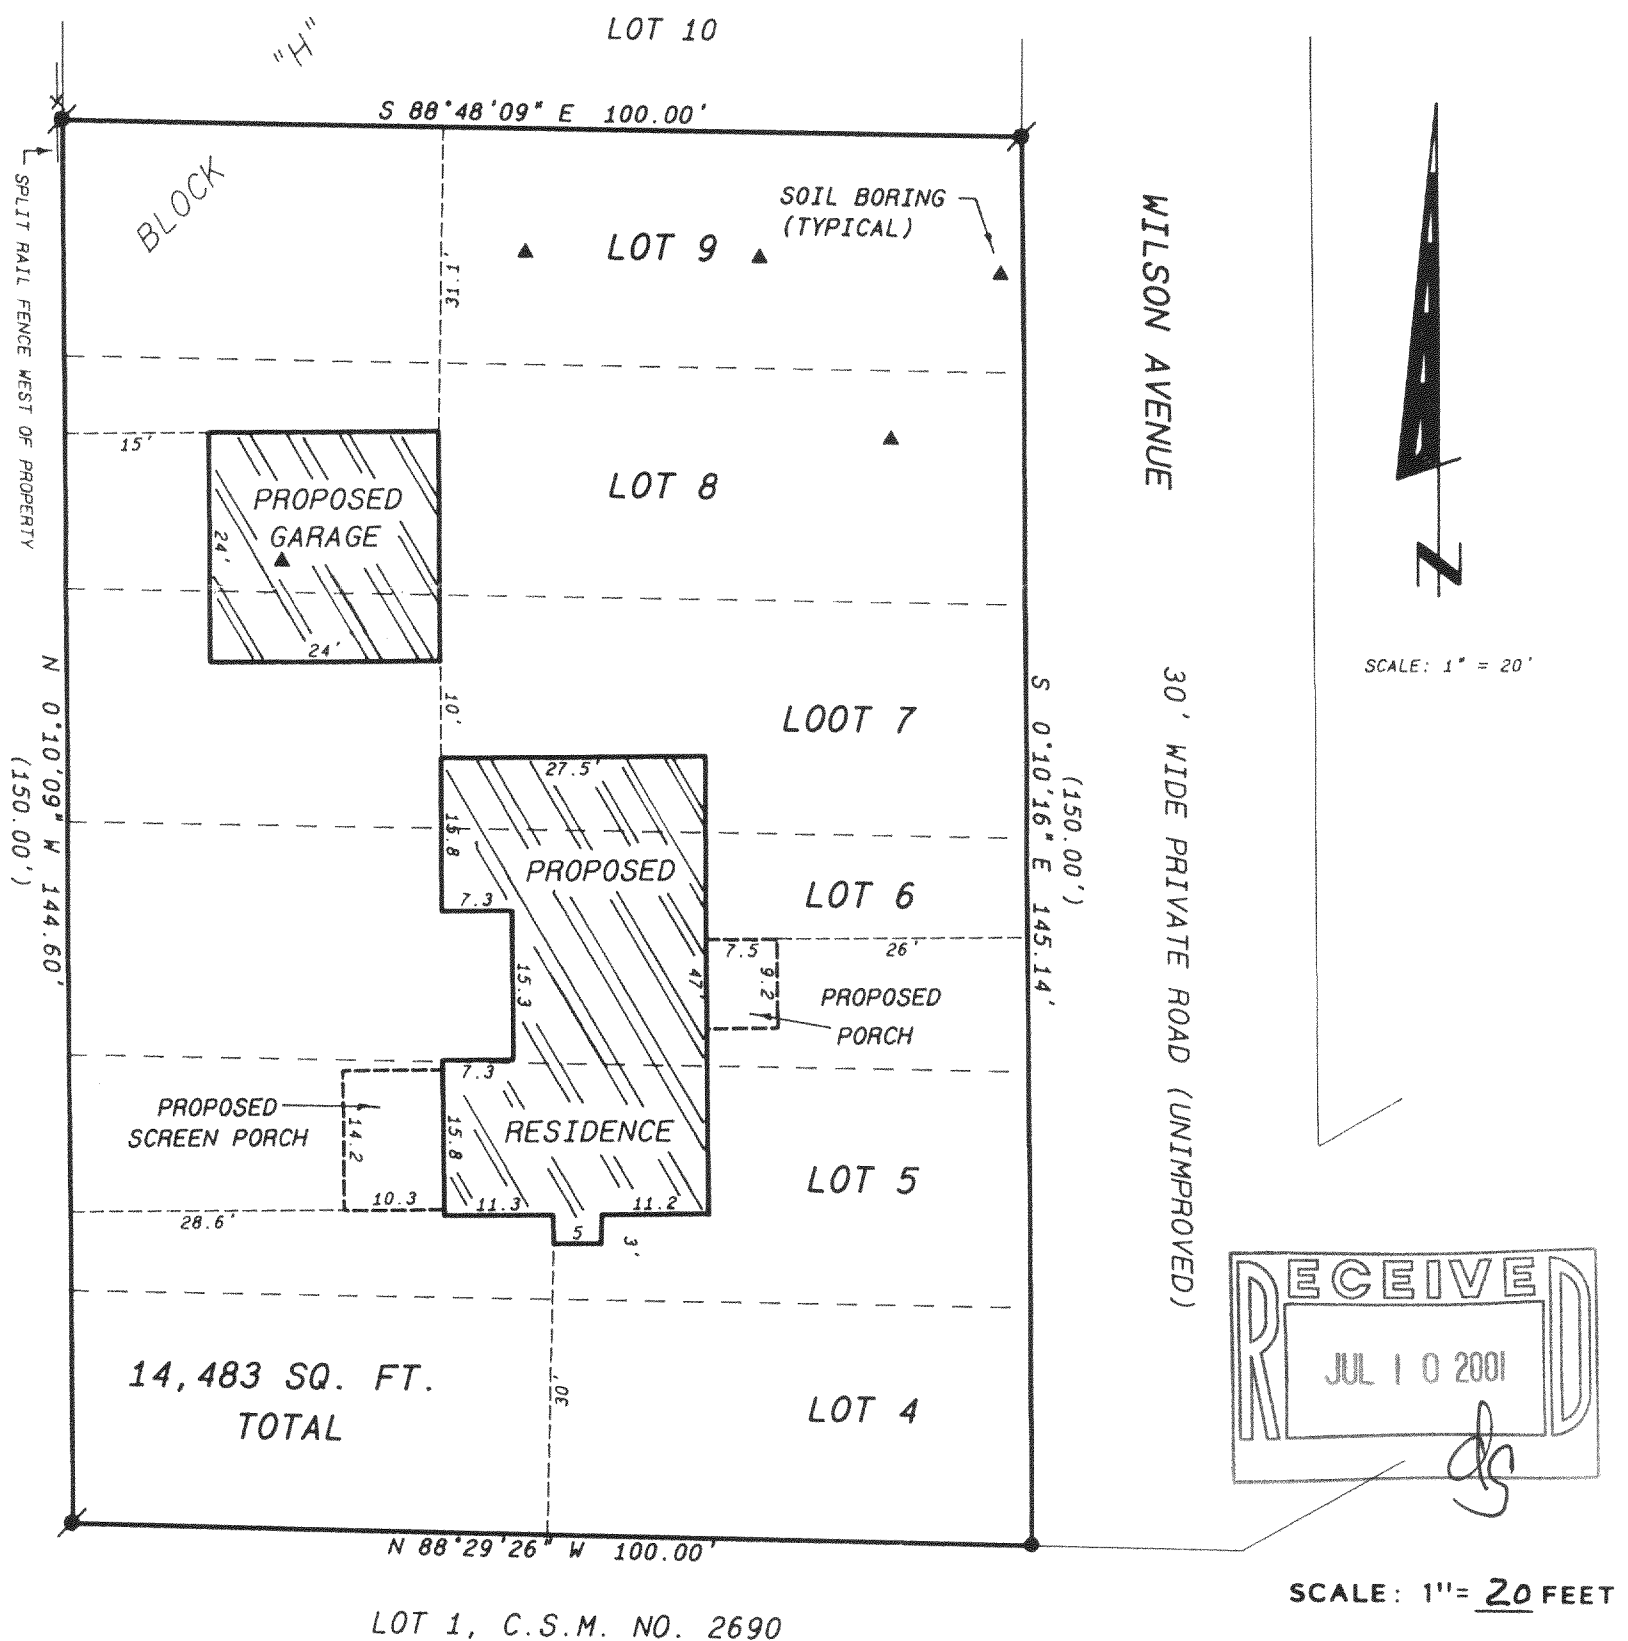 LOT 10
"H"
BLOCK
S 88°48'09" E 100.00'
SPLIT RAIL FENCE WEST OF PROPERTY
SOIL BORING
(TYPICAL)
LOT 9
31.1'
WILSON AVENUE
15'
PROPOSED
GARAGE
24'
24'
LOT 8
N
SCALE: 1" = 20'
N 0°10'09" W 144.60'
(150.00')
10'
LOOT 7
S 0°10'16" E 145.14'
(150.00')
30' WIDE PRIVATE ROAD (UNIMPROVED)
27.5'
15.8
PROPOSED
7.3
LOT 6
26'
7.5
9.2
47'
15.3
PROPOSED
PORCH
7.3
PROPOSED
SCREEN PORCH
14.2
15.8
RESIDENCE
LOT 5
10.3
11.3
11.2
28.6'
5
3'
RECEIVED
JUL 10 2001
ds
14,483 SQ. FT.
TOTAL
30'
LOT 4
N 88°29'26" W 100.00'
SCALE: 1"= 20 FEET
LOT 1, C.S.M. NO. 2690